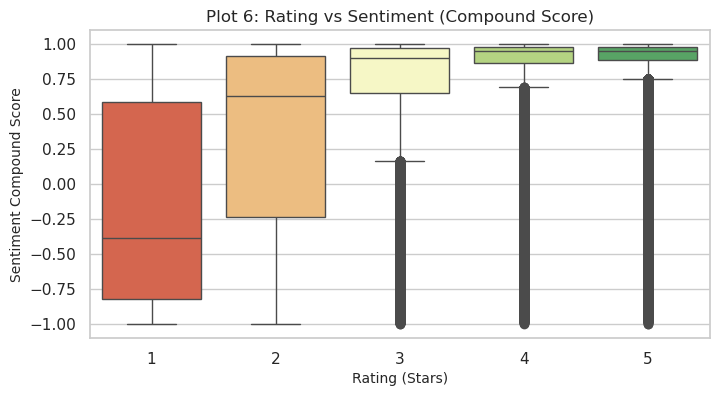 Plot 6: Rating vs Sentiment (Compound Score)
Sentiment Compound Score
1.00
0.75
0.50
0.25
0.00
−0.25
−0.50
−0.75
−1.00
1 2 3 4 5
Rating (Stars)